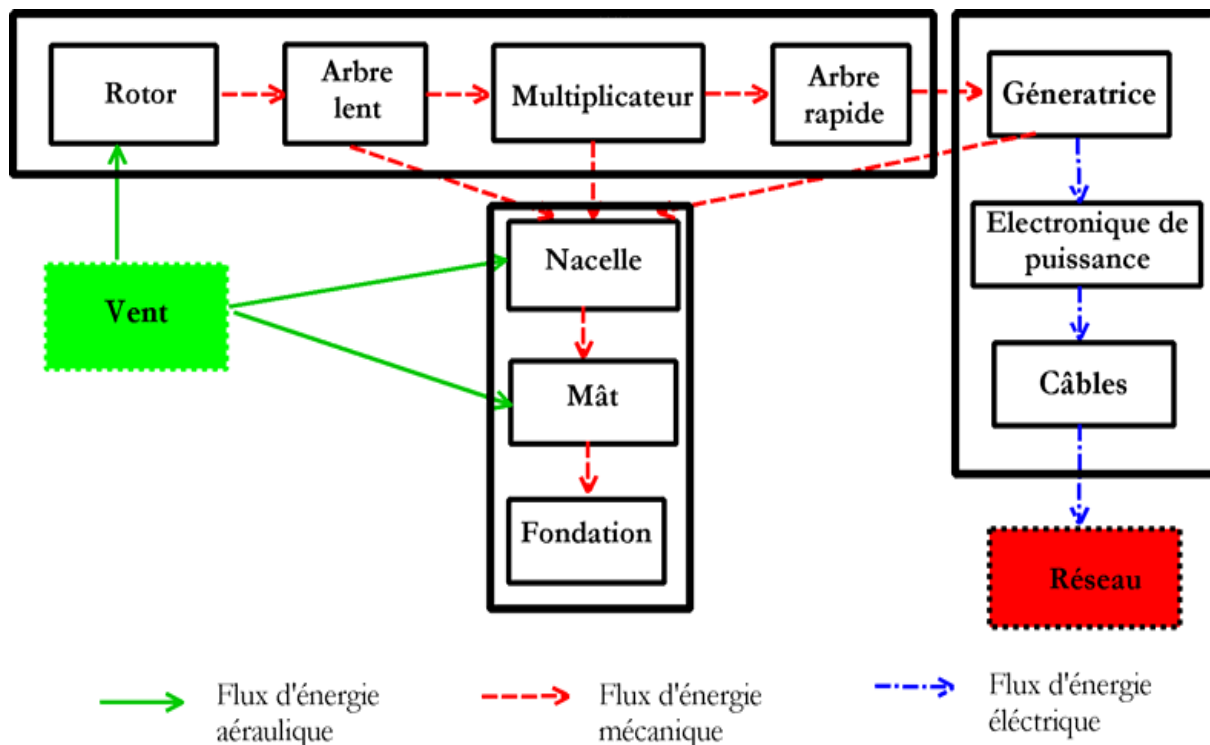 Rotor
Arbre
lent
Multiplicateur
Arbre
rapide
Géneratrice
Electronique de
puissance
Nacelle
Vent
Mât
Câbles
Fondation
Réseau
Flux d'énergie
aéraulique
Flux d'énergie
mécanique
Flux d'énergie
éléctrique